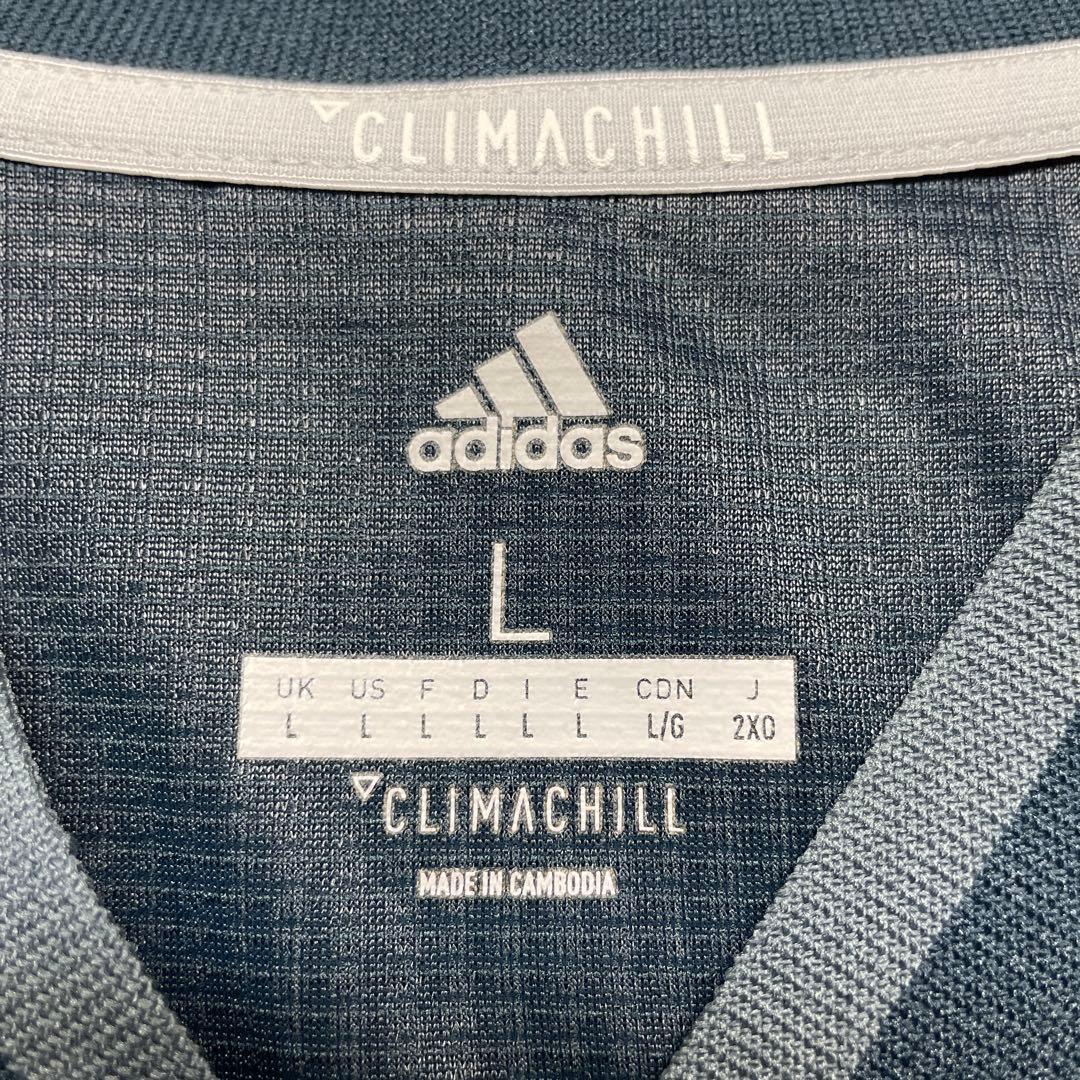 CLIMACHILL
adidas
L
UK US F D I E CDN J
L L L L L L L/G 2XO
CLIMACHILL
MADE IN CAMBODIA